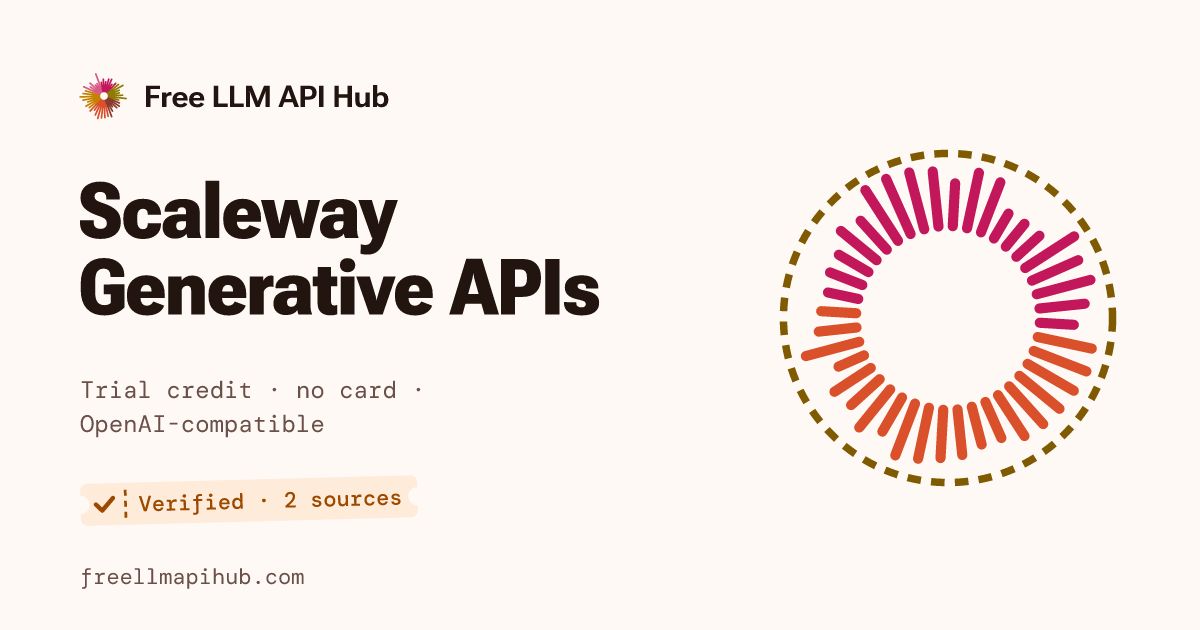 Free LLM API Hub
Scaleway
Generative APIs
Trial credit · no card ·
OpenAI-compatible
Verified · 2 sources
freellmapihub.com